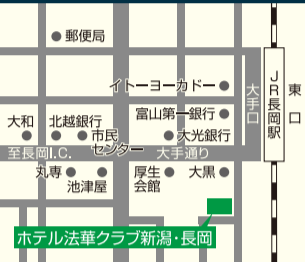 郵便局
イトーヨーカドー
富山第一銀行
大和
北越銀行
市民
センター
大光銀行
大手口
JR長岡駅
東口
至長岡I.C.
大手通り
丸専
池津屋
厚生
会館
大黒
ホテル法華クラブ新潟・長岡